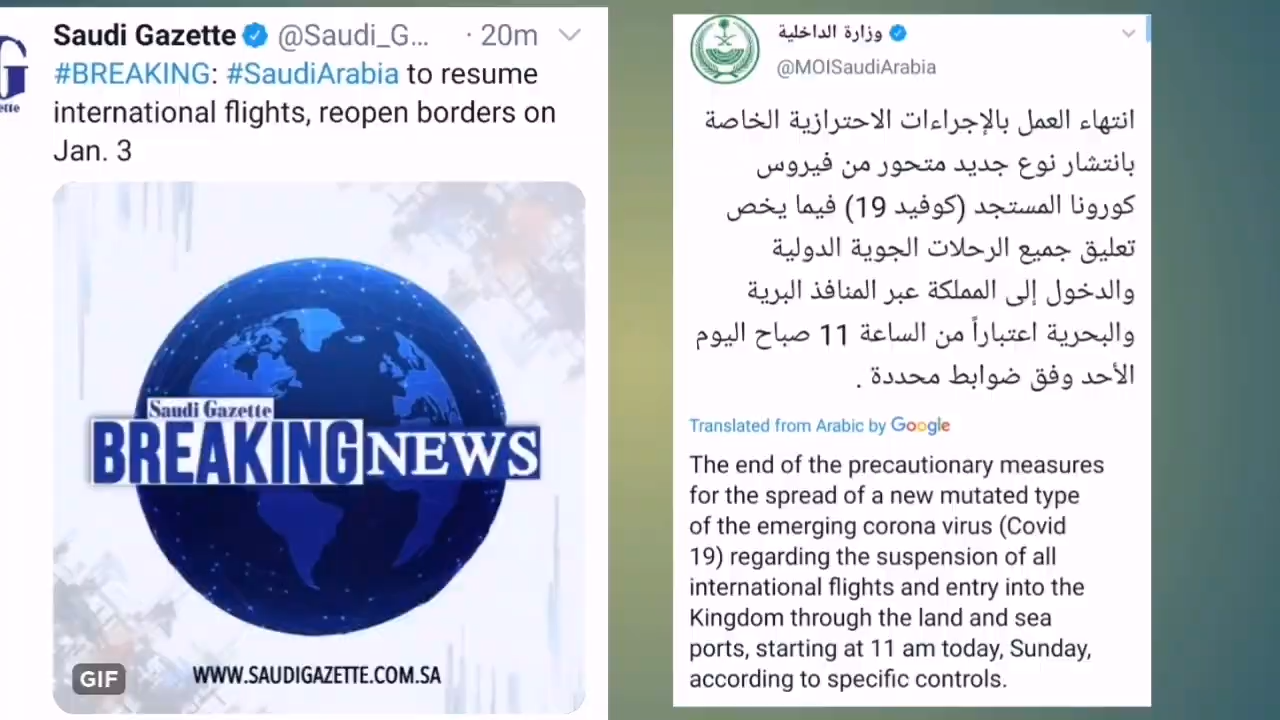 Saudi Gazette @Saudi_G... · 20m
#BREAKING: #SaudiArabia to resume
international flights, reopen borders on
Jan. 3
Saudi Gazette
BREAKING NEWS
WWW.SAUDIGAZETTE.COM.SA
GIF
وزارة الداخلية
@MOISaudiArabia
انتهاء العمل بالإجراءات الاحترازية الخاصة
بانتشار نوع جديد متحور من فيروس
كورونا المستجد (كوفيد 19) فيما يخص
تعليق جميع الرحلات الجوية الدولية
والدخول إلى المملكة عبر المنافذ البرية
والبحرية اعتباراً من الساعة 11 صباح اليوم
الأحد وفق ضوابط محددة .
Translated from Arabic by Google
The end of the precautionary measures
for the spread of a new mutated type
of the emerging corona virus (Covid
19) regarding the suspension of all
international flights and entry into the
Kingdom through the land and sea
ports, starting at 11 am today, Sunday,
according to specific controls.